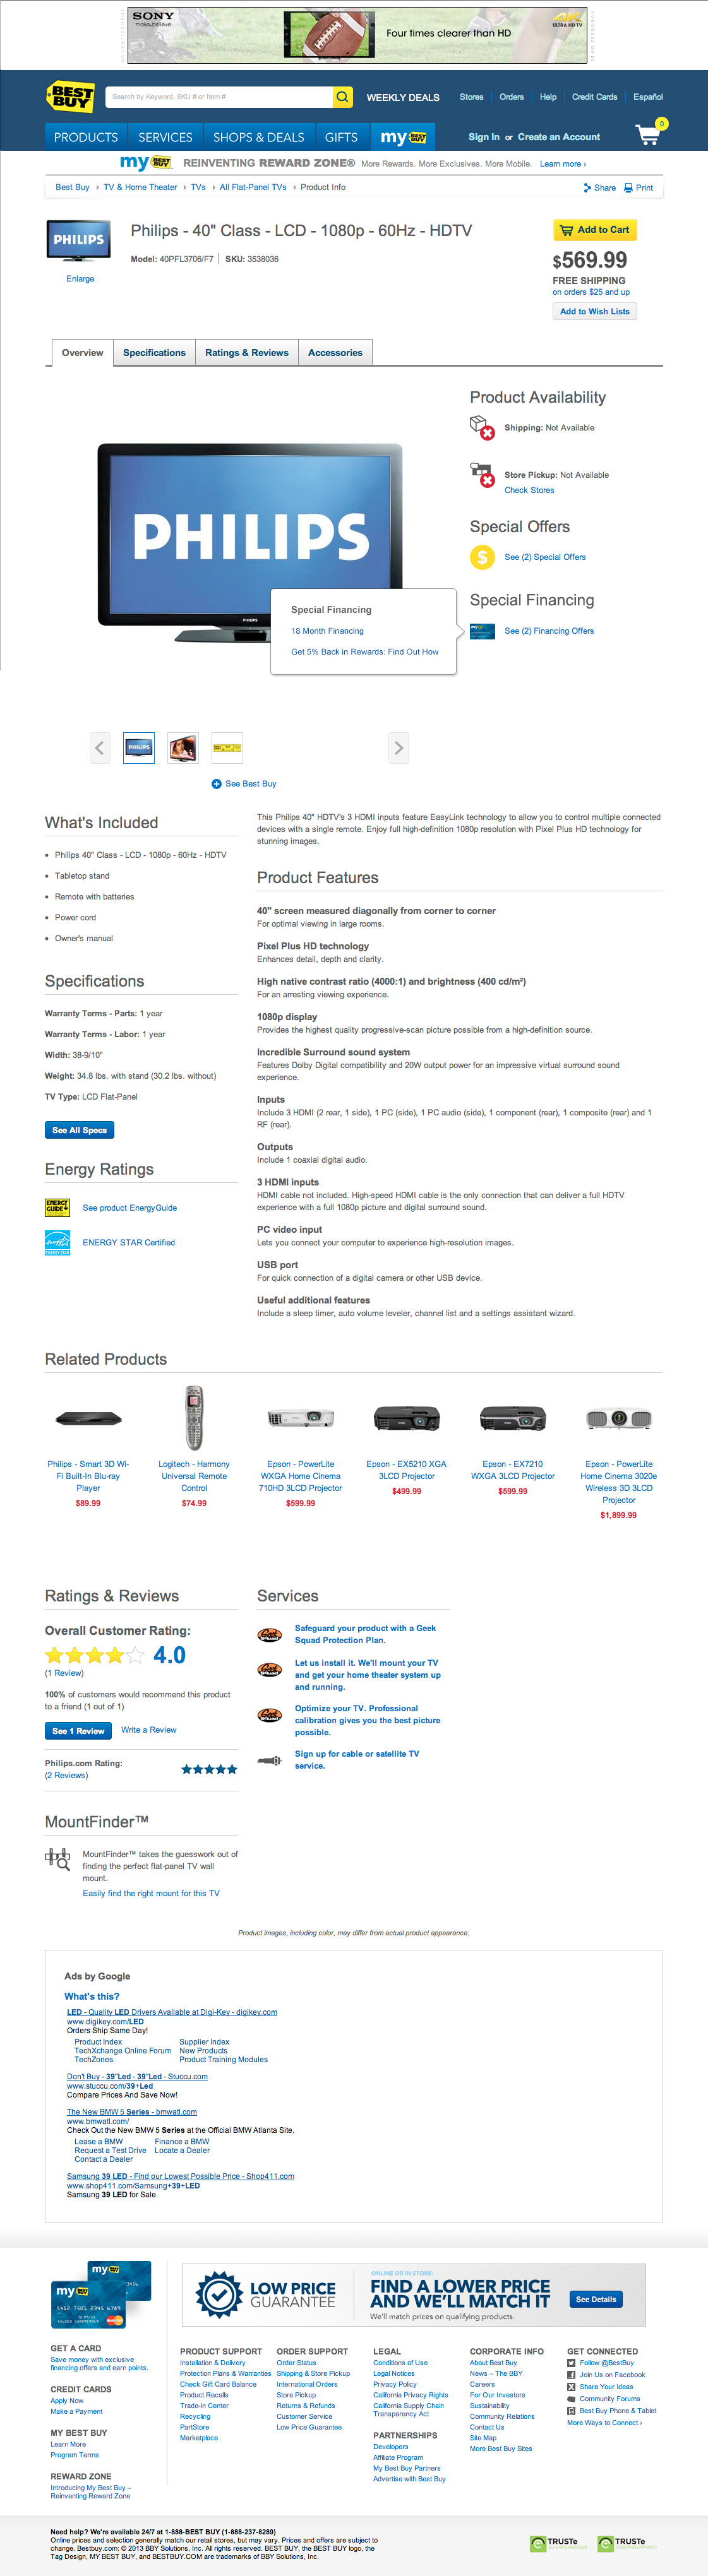 SONY
make.believe
Four times clearer than HD
4K
ULTRA HD TV
BEST BUY
Search by Keyword, SKU # or Item #
WEEKLY DEALS
Stores
Orders
Help
Credit Cards
Español
PRODUCTS
SERVICES
SHOPS & DEALS
GIFTS
my BEST BUY
Sign In or Create an Account
0
my BEST BUY REINVENTING REWARD ZONE® More Rewards. More Exclusives. More Mobile. Learn more ›
Best Buy › TV & Home Theater › TVs › All Flat-Panel TVs › Product Info
Share
Print
PHILIPS
Enlarge
Philips - 40" Class - LCD - 1080p - 60Hz - HDTV
Model: 40PFL3706/F7 | SKU: 3538036
Add to Cart
$569.99
FREE SHIPPING
on orders $25 and up
Add to Wish Lists
Overview
Specifications
Ratings & Reviews
Accessories
PHILIPS
PHILIPS
Product Availability
Shipping: Not Available
Store Pickup: Not Available
Check Stores
Special Offers
$
See (2) Special Offers
Special Financing
See (2) Financing Offers
Special Financing
18 Month Financing
Get 5% Back in Rewards: Find Out How
PHILIPS
See Best Buy
What's Included
• Philips 40" Class - LCD - 1080p - 60Hz - HDTV
• Tabletop stand
• Remote with batteries
• Power cord
• Owner's manual
Specifications
Warranty Terms - Parts: 1 year
Warranty Terms - Labor: 1 year
Width: 38-9/10"
Weight: 34.8 lbs. with stand (30.2 lbs. without)
TV Type: LCD Flat-Panel
See All Specs
Energy Ratings
ENERGY GUIDE
See product EnergyGuide
ENERGY STAR
ENERGY STAR Certified
This Philips 40" HDTV's 3 HDMI inputs feature EasyLink technology to allow you to control multiple connected
devices with a single remote. Enjoy full high-definition 1080p resolution with Pixel Plus HD technology for
stunning images.
Product Features
40" screen measured diagonally from corner to corner
For optimal viewing in large rooms.
Pixel Plus HD technology
Enhances detail, depth and clarity.
High native contrast ratio (4000:1) and brightness (400 cd/m²)
For an arresting viewing experience.
1080p display
Provides the highest quality progressive-scan picture possible from a high-definition source.
Incredible Surround sound system
Features Dolby Digital compatibility and 20W output power for an impressive virtual surround sound
experience.
Inputs
Include 3 HDMI (2 rear, 1 side), 1 PC (side), 1 PC audio (side), 1 component (rear), 1 composite (rear) and 1
RF (rear).
Outputs
Include 1 coaxial digital audio.
3 HDMI inputs
HDMI cable not included. High-speed HDMI cable is the only connection that can deliver a full HDTV
experience with a full 1080p picture and digital surround sound.
PC video input
Lets you connect your computer to experience high-resolution images.
USB port
For quick connection of a digital camera or other USB device.
Useful additional features
Include a sleep timer, auto volume leveler, channel list and a settings assistant wizard.
Related Products
Philips - Smart 3D Wi-
Fi Built-In Blu-ray
Player
$89.99
Logitech - Harmony
Universal Remote
Control
$74.99
Epson - PowerLite
WXGA Home Cinema
710HD 3LCD Projector
$599.99
Epson - EX5210 XGA
3LCD Projector
$499.99
Epson - EX7210
WXGA 3LCD Projector
$599.99
Epson - PowerLite
Home Cinema 3020e
Wireless 3D 3LCD
Projector
$1,899.99
Ratings & Reviews
Overall Customer Rating:
4.0
(1 Review)
100% of customers would recommend this product
to a friend (1 out of 1)
See 1 Review
Write a Review
Philips.com Rating:
(2 Reviews)
Services
Safeguard your product with a Geek
Squad Protection Plan.
Let us install it. We'll mount your TV
and get your home theater system up
and running.
Optimize your TV. Professional
calibration gives you the best picture
possible.
Sign up for cable or satellite TV
service.
MountFinder™
MountFinder™ takes the guesswork out of
finding the perfect flat-panel TV wall
mount.
Easily find the right mount for this TV
Product images, including color, may differ from actual product appearance.
Ads by Google
What's this?
LED - Quality LED Drivers Available at Digi-Key - digikey.com
www.digikey.com/LED
Orders Ship Same Day!
Product Index
Supplier Index
TechXchange Online Forum
New Products
TechZones
Product Training Modules
Don't Buy - 39"Led - 39"Led - Stuccu.com
www.stuccu.com/39+Led
Compare Prices And Save Now!
The New BMW 5 Series - bmwatl.com
www.bmwatl.com/
Check Out the New BMW 5 Series at the Official BMW Atlanta Site.
Lease a BMW
Finance a BMW
Request a Test Drive
Locate a Dealer
Contact a Dealer
Samsung 39 LED - Find our Lowest Possible Price - Shop411.com
www.shop411.com/Samsung+39+LED
Samsung 39 LED for Sale
my BEST BUY
my BEST BUY
LOW PRICE
GUARANTEE
ONLINE OR IN STORE:
FIND A LOWER PRICE
AND WE'LL MATCH IT
We'll match prices on qualifying products.
See Details
GET A CARD
Save money with exclusive
financing offers and earn points.
CREDIT CARDS
Apply Now
Make a Payment
MY BEST BUY
Learn More
Program Terms
REWARD ZONE
Introducing My Best Buy –
Reinventing Reward Zone
PRODUCT SUPPORT
Installation & Delivery
Protection Plans & Warranties
Check Gift Card Balance
Product Recalls
Trade-in Center
Recycling
PartStore
Marketplace
ORDER SUPPORT
Order Status
Shipping & Store Pickup
International Orders
Store Pickup
Returns & Refunds
Customer Service
Low Price Guarantee
LEGAL
Conditions of Use
Legal Notices
Privacy Policy
California Privacy Rights
California Supply Chain
Transparency Act
PARTNERSHIPS
Developers
Affiliate Program
My Best Buy Partners
Advertise with Best Buy
CORPORATE INFO
About Best Buy
News – The BBY
Careers
For Our Investors
Sustainability
Community Relations
Contact Us
Site Map
More Best Buy Sites
GET CONNECTED
Follow @BestBuy
Join Us on Facebook
Share Your Ideas
Community Forums
Best Buy Phone & Tablet
More Ways to Connect ›
Need help? We're available 24/7 at 1-888-BEST BUY (1-888-237-8289)
Online prices and selection generally match our retail stores, but may vary. Prices and offers are subject to
change. Bestbuy.com: © 2013 BBY Solutions, Inc. All rights reserved. BEST BUY, the BEST BUY logo, the
Tag Design, MY BEST BUY, and BESTBUY.COM are trademarks of BBY Solutions, Inc.
TRUSTe
TRUSTe